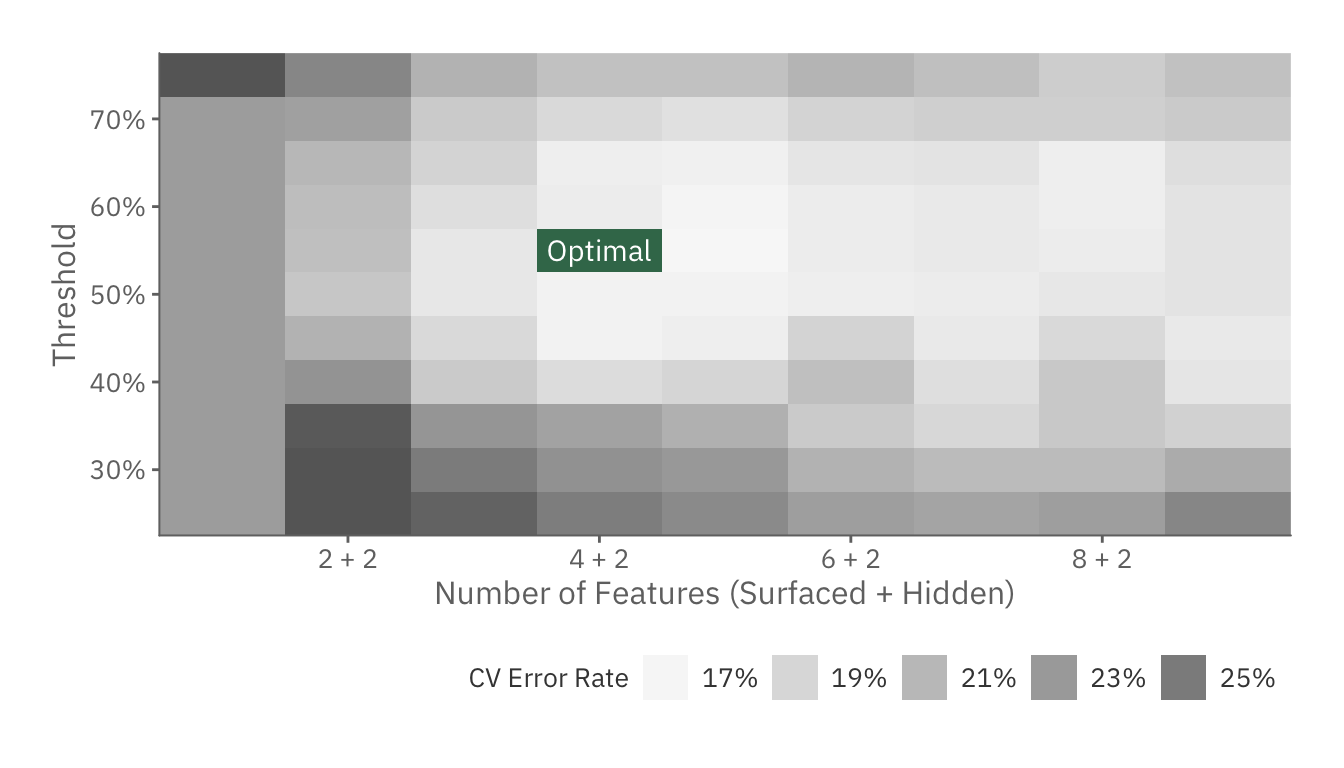 70%
60%
Optimal
50%
40%
30%
Threshold
2 + 2
4 + 2
6 + 2
8 + 2
Number of Features (Surfaced + Hidden)
CV Error Rate 17% 19% 21% 23% 25%